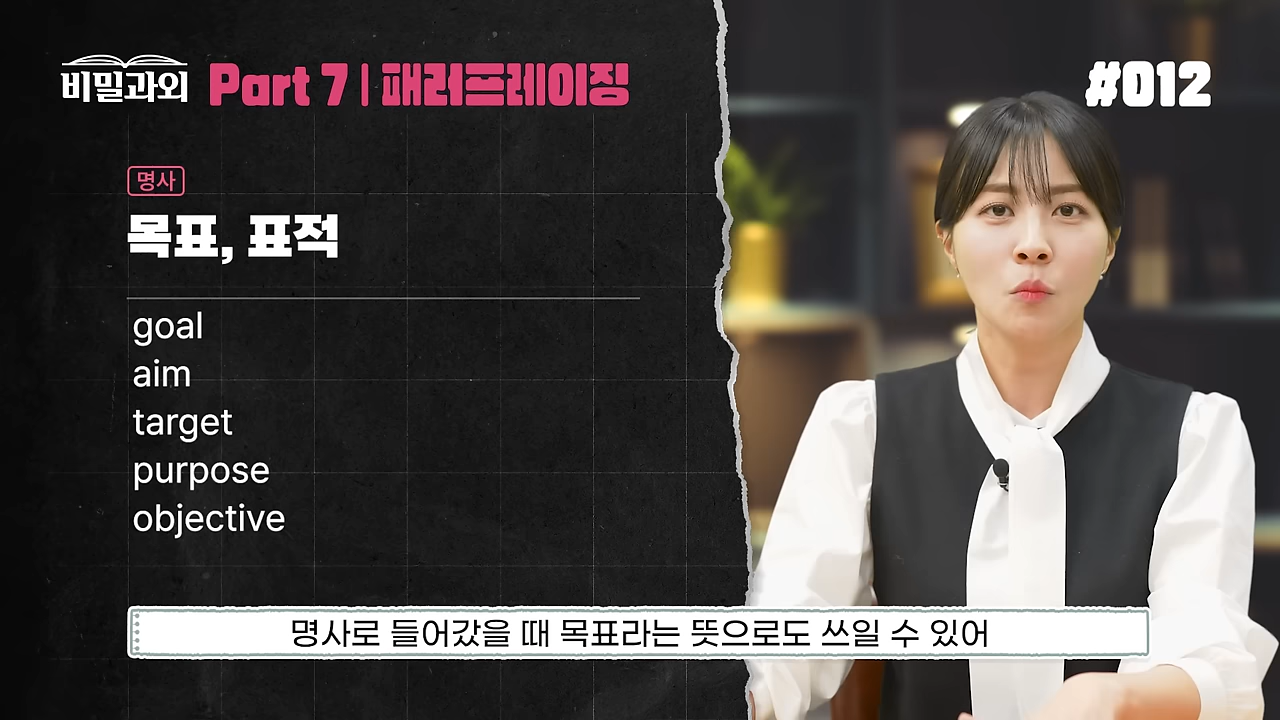 비밀과외 Part 7 | 패러프레이징
#012
명사
목표, 표적
goal
aim
target
purpose
objective
명사로 들어갔을 때 목표라는 뜻으로도 쓰일 수 있어